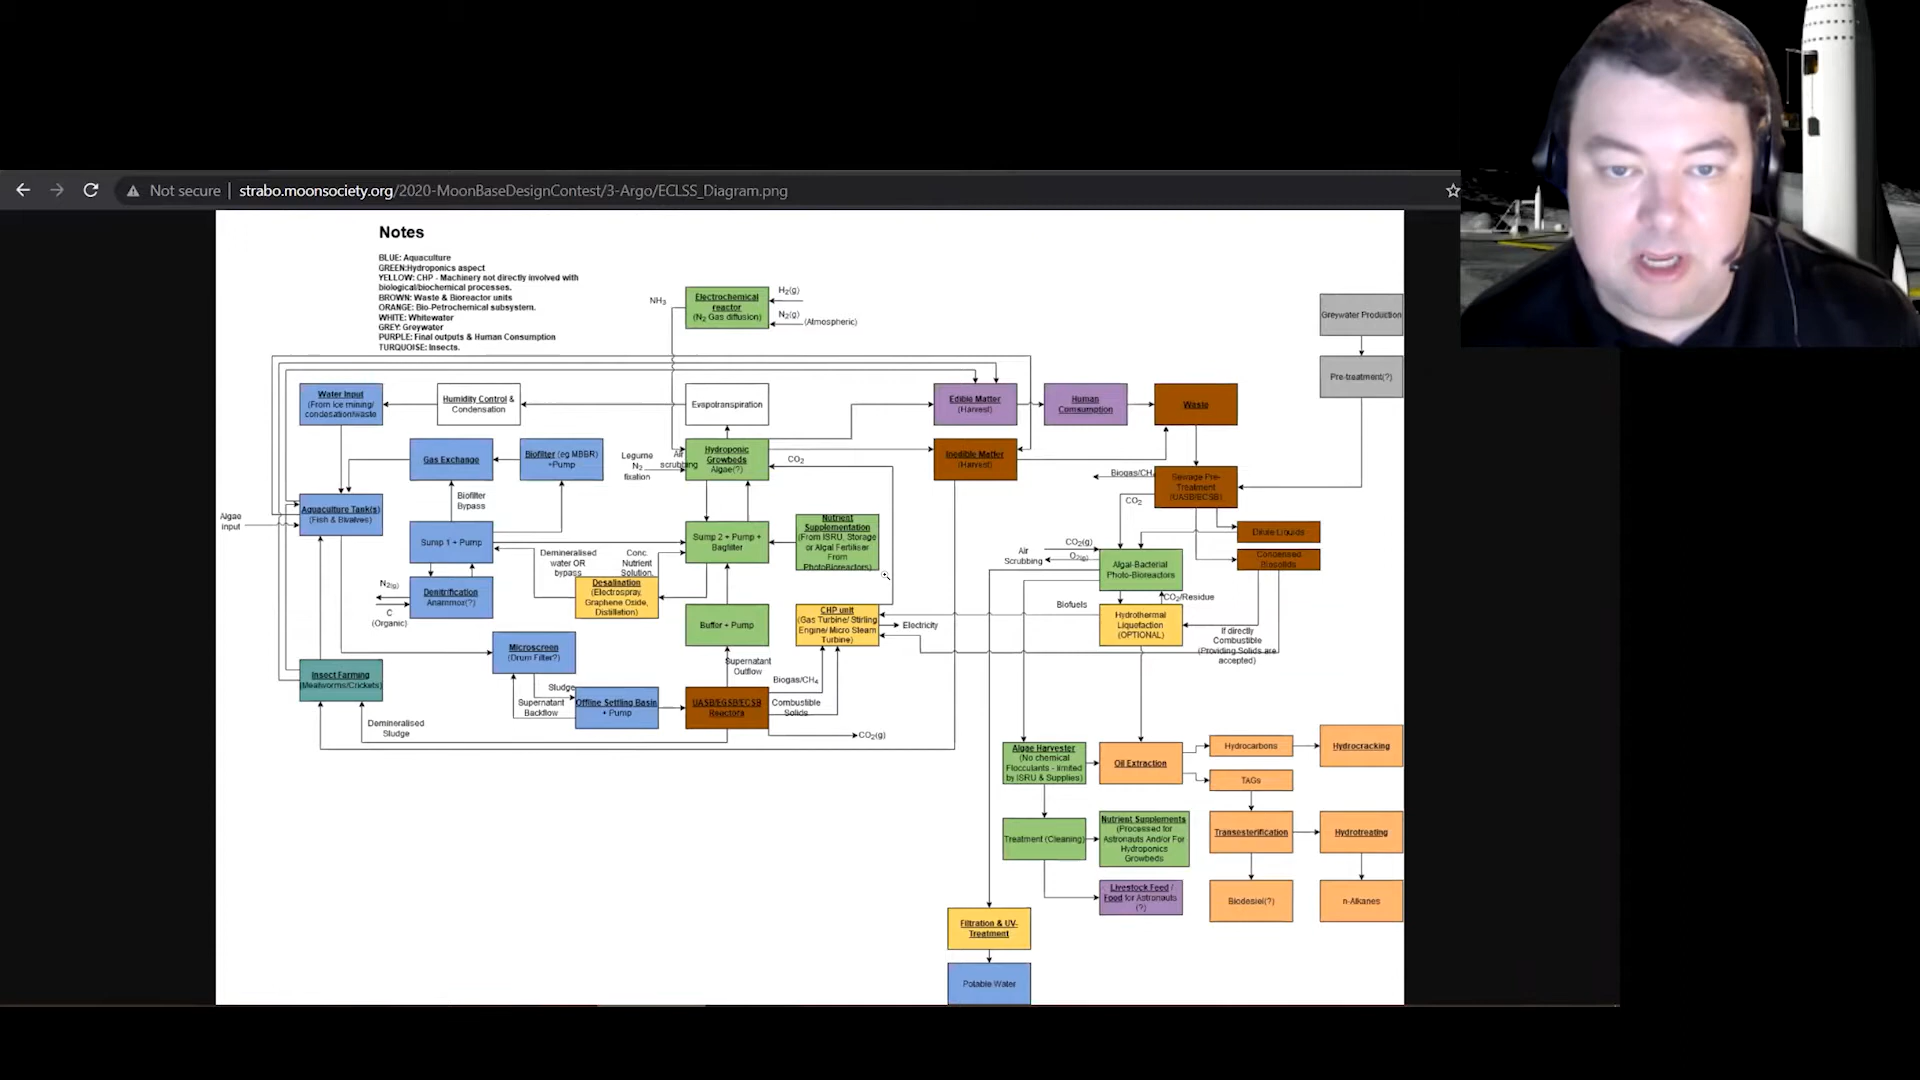 Not secure | strabo.moonsociety.org/2020-MoonBaseDesignContest/3-Argo/ECLSS_Diagram.png
Notes
BLUE: Aquaculture
GREEN:Hydroponics aspect
YELLOW: CHP - Machinery not directly involved with
biological/biochemical processes.
BROWN: Waste & Bioreactor units
ORANGE: Bio-Petrochemical subsystem.
WHITE: Whitewater
GREY: Greywater
PURPLE: Final outputs & Human Consumption
TURQUOISE: Insects.
NH3
Electrochemical
reactor
(N2 Gas diffusion)
H2(g)
N2(g)
(Atmospheric)
Greywater Production
Pre-treatment(?)
Water Input
(From Ice mining/
condesation/waste
Humidity Control &
Condensation
Evapotranspiration
Edible Matter
(Harvest)
Human
Comsumption
Waste
Gas Exchange
Biofilter (eg MBBR)
+Pump
Legume
N2
fixation
Air
scrubbing
Hydroponic
Growbeds
Algae(?)
CO2
Inedible Matter
(Harvest)
Biogas/CH4
CO2
Sewage Pre-
Treatment
(UASB/ECSB)
Biofilter
Bypass
Algae
input
Aquaculture Tank(s)
(Fish & Bivalves)
Sump 1 + Pump
Demineralised
water OR
bypass
Conc.
Nutrient
Solution.
Sump 2 + Pump +
Bagfilter
Nutrient
Supplementation
(From ISRU, Storage
or Algal Fertiliser
From
PhotoBioreactors)
Dilute Liquids
Condensed
Biosolids
Air
Scrubbing
CO2(g)
O2(g)
Algal-Bacterial
Photo-Bioreactors
N2(g)
C
(Organic)
Denitrification
Anammox(?)
Desalination
(Electrospray,
Graphene Oxide,
Distillation)
CO2/Residue
Buffer + Pump
CHP unit
(Gas Turbine/ Stirling
Engine/ Micro Steam
Turbine)
Electricity
Biofuels
Hydrothermal
Liquefaction
(OPTIONAL)
If directly
Combustible
(Providing Solids are
accepted)
Microscreen
(Drum Filter?)
Supernatant
Outflow
Insect Farming
(Mealworms/Crickets)
Sludge
Supernatant
Backflow
Offline Settling Basin
+ Pump
UASB/EGSB/ECSB
Reactors
Biogas/CH4
Combustible
Solids
CO2(g)
Demineralised
Sludge
Algae Harvester
(No chemical
Flocculants - limited
by ISRU & Supplies)
Oil Extraction
Hydrocarbons
Hydrocracking
TAGs
Treatment (Cleaning)
Nutrient Supplements
(Processed for
Astronauts And/or For
Hydroponics
Growbeds
Transesterification
Hydrotreating
Livestock Feed /
Food for Astronauts
(?)
Biodesiel(?)
n-Alkanes
Filtration & UV-
Treatment
Potable Water